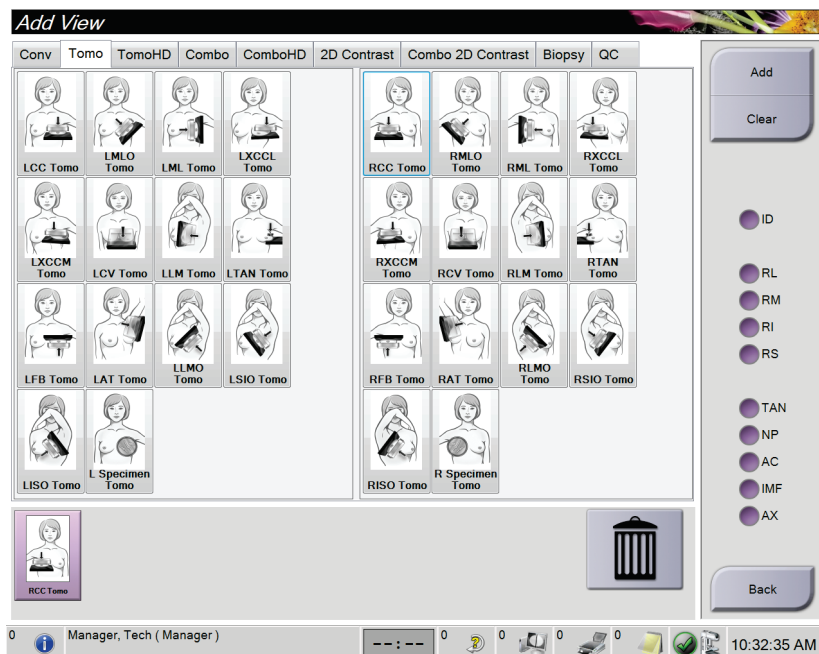 Add View
Conv Tomo TomoHD Combo ComboHD 2D Contrast Combo 2D Contrast Biopsy QC
LCC Tomo
LMLO
Tomo
LML Tomo
LXCCL
Tomo
RCC Tomo
RMLO
Tomo
RML Tomo
RXCCL
Tomo
LXCCM
Tomo
LCV Tomo
LLM Tomo
LTAN Tomo
RXCCM
Tomo
RCV Tomo
RLM Tomo
RTAN
Tomo
LFB Tomo
LAT Tomo
LLMO
Tomo
LSIO Tomo
RFB Tomo
RAT Tomo
RLMO
Tomo
RSIO Tomo
LISO Tomo
L Specimen
Tomo
RISO Tomo
R Specimen
Tomo
RCC Tomo
Add
Clear
ID
RL
RM
RI
RS
TAN
NP
AC
IMF
AX
Back
0 Manager, Tech ( Manager ) --:-- 0 0 0 0 10:32:35 AM